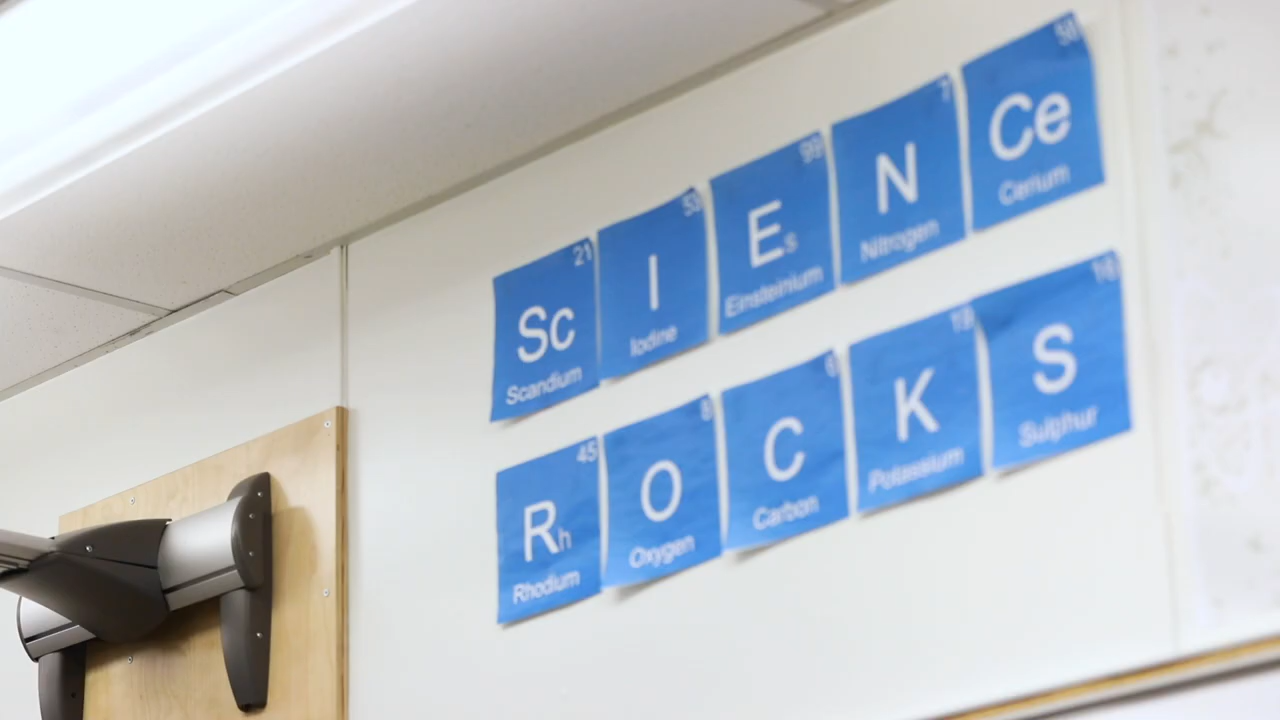 21 53 99 7 58
Sc I Es N Ce
Scandium Iodine Einsteinium Nitrogen Cerium
45 8 6 19 16
Rh O C K S
Rhodium Oxygen Carbon Potassium Sulphur